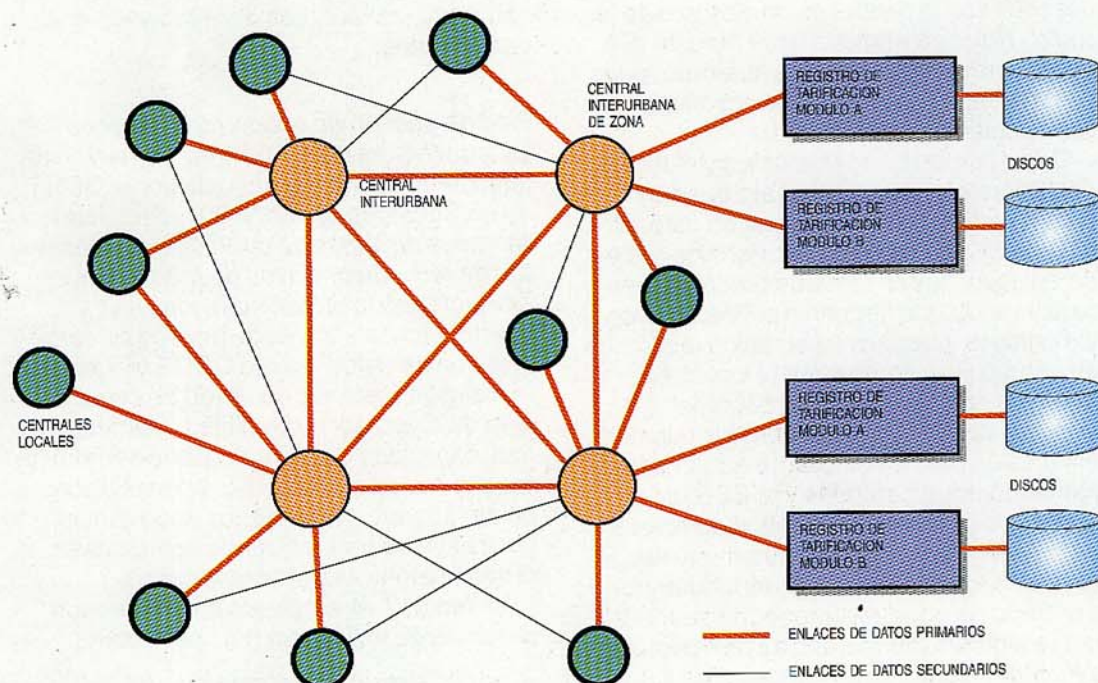 REGISTRO DE
TARIFICACION
MODULO A
CENTRAL
INTERURBANA
DE ZONA
DISCOS
CENTRAL
INTERURBANA
REGISTRO DE
TARIFICACION
MODULO B
CENTRALES
LOCALES
REGISTRO DE
TARIFICACION
MODULO A
DISCOS
REGISTRO DE
TARIFICACION
MODULO B
ENLACES DE DATOS PRIMARIOS
ENLACES DE DATOS SECUNDARIOS